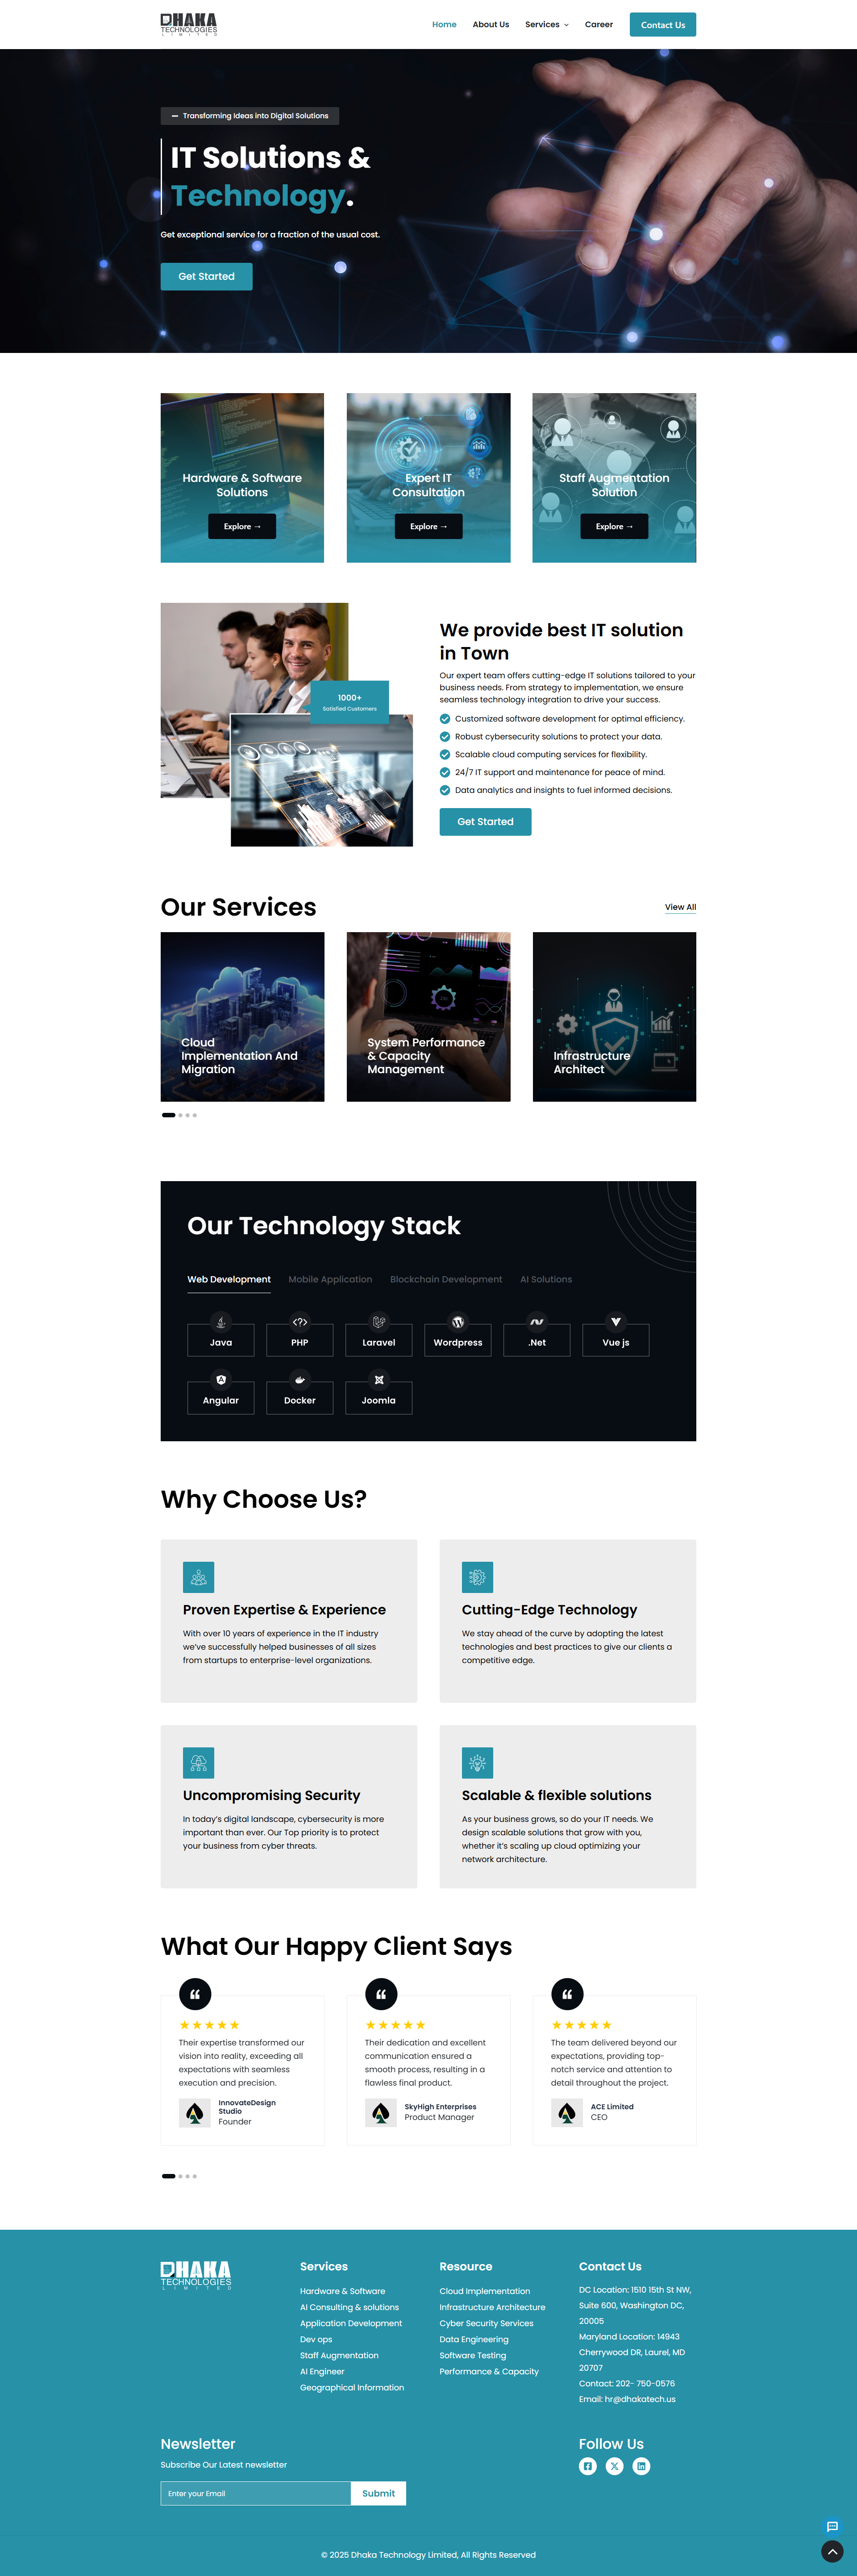 DHAKA
TECHNOLOGIES
LIMITED
Home
About Us
Services
Career
Contact Us
Transforming Ideas into Digital Solutions
IT Solutions &
Technology.
Get exceptional service for a fraction of the usual cost.
Get Started
Hardware & Software
Solutions
Explore →
Expert IT
Consultation
Explore →
Staff Augmentation
Solution
Explore →
1000+
Satisfied Customers
We provide best IT solution
in Town
Our expert team offers cutting-edge IT solutions tailored to your
business needs. From strategy to implementation, we ensure
seamless technology integration to drive your success.
Customized software development for optimal efficiency.
Robust cybersecurity solutions to protect your data.
Scalable cloud computing services for flexibility.
24/7 IT support and maintenance for peace of mind.
Data analytics and insights to fuel informed decisions.
Get Started
Our Services
View All
Cloud
Implementation And
Migration
System Performance
& Capacity
Management
Infrastructure
Architect
Our Technology Stack
Web Development
Mobile Application
Blockchain Development
AI Solutions
Java
PHP
Laravel
Wordpress
.Net
Vue js
Angular
Docker
Joomla
Why Choose Us?
Proven Expertise & Experience
With over 10 years of experience in the IT industry
we've successfully helped businesses of all sizes
from startups to enterprise-level organizations.
Cutting-Edge Technology
We stay ahead of the curve by adopting the latest
technologies and best practices to give our clients a
competitive edge.
Uncompromising Security
In today's digital landscape, cybersecurity is more
important than ever. Our Top priority is to protect
your business from cyber threats.
Scalable & flexible solutions
As your business grows, so do your IT needs. We
design scalable solutions that grow with you,
whether it's scaling up cloud optimizing your
network architecture.
What Our Happy Client Says
Their expertise transformed our
vision into reality, exceeding all
expectations with seamless
execution and precision.
InnovateDesign
Studio
Founder
Their dedication and excellent
communication ensured a
smooth process, resulting in a
flawless final product.
SkyHigh Enterprises
Product Manager
The team delivered beyond our
expectations, providing top-
notch service and attention to
detail throughout the project.
ACE Limited
CEO
DHAKA
TECHNOLOGIES
LIMITED
Services
Hardware & Software
AI Consulting & solutions
Application Development
Dev ops
Staff Augmentation
AI Engineer
Geographical Information
Resource
Cloud Implementation
Infrastructure Architecture
Cyber Security Services
Data Engineering
Software Testing
Performance & Capacity
Contact Us
DC Location: 1510 15th St NW,
Suite 600, Washington DC,
20005
Maryland Location: 14943
Cherrywood DR, Laurel, MD
20707
Contact: 202- 750-0576
Email: hr@dhakatech.us
Newsletter
Subscribe Our Latest newsletter
Enter your Email
Submit
Follow Us
© 2025 Dhaka Technology Limited, All Rights Reserved